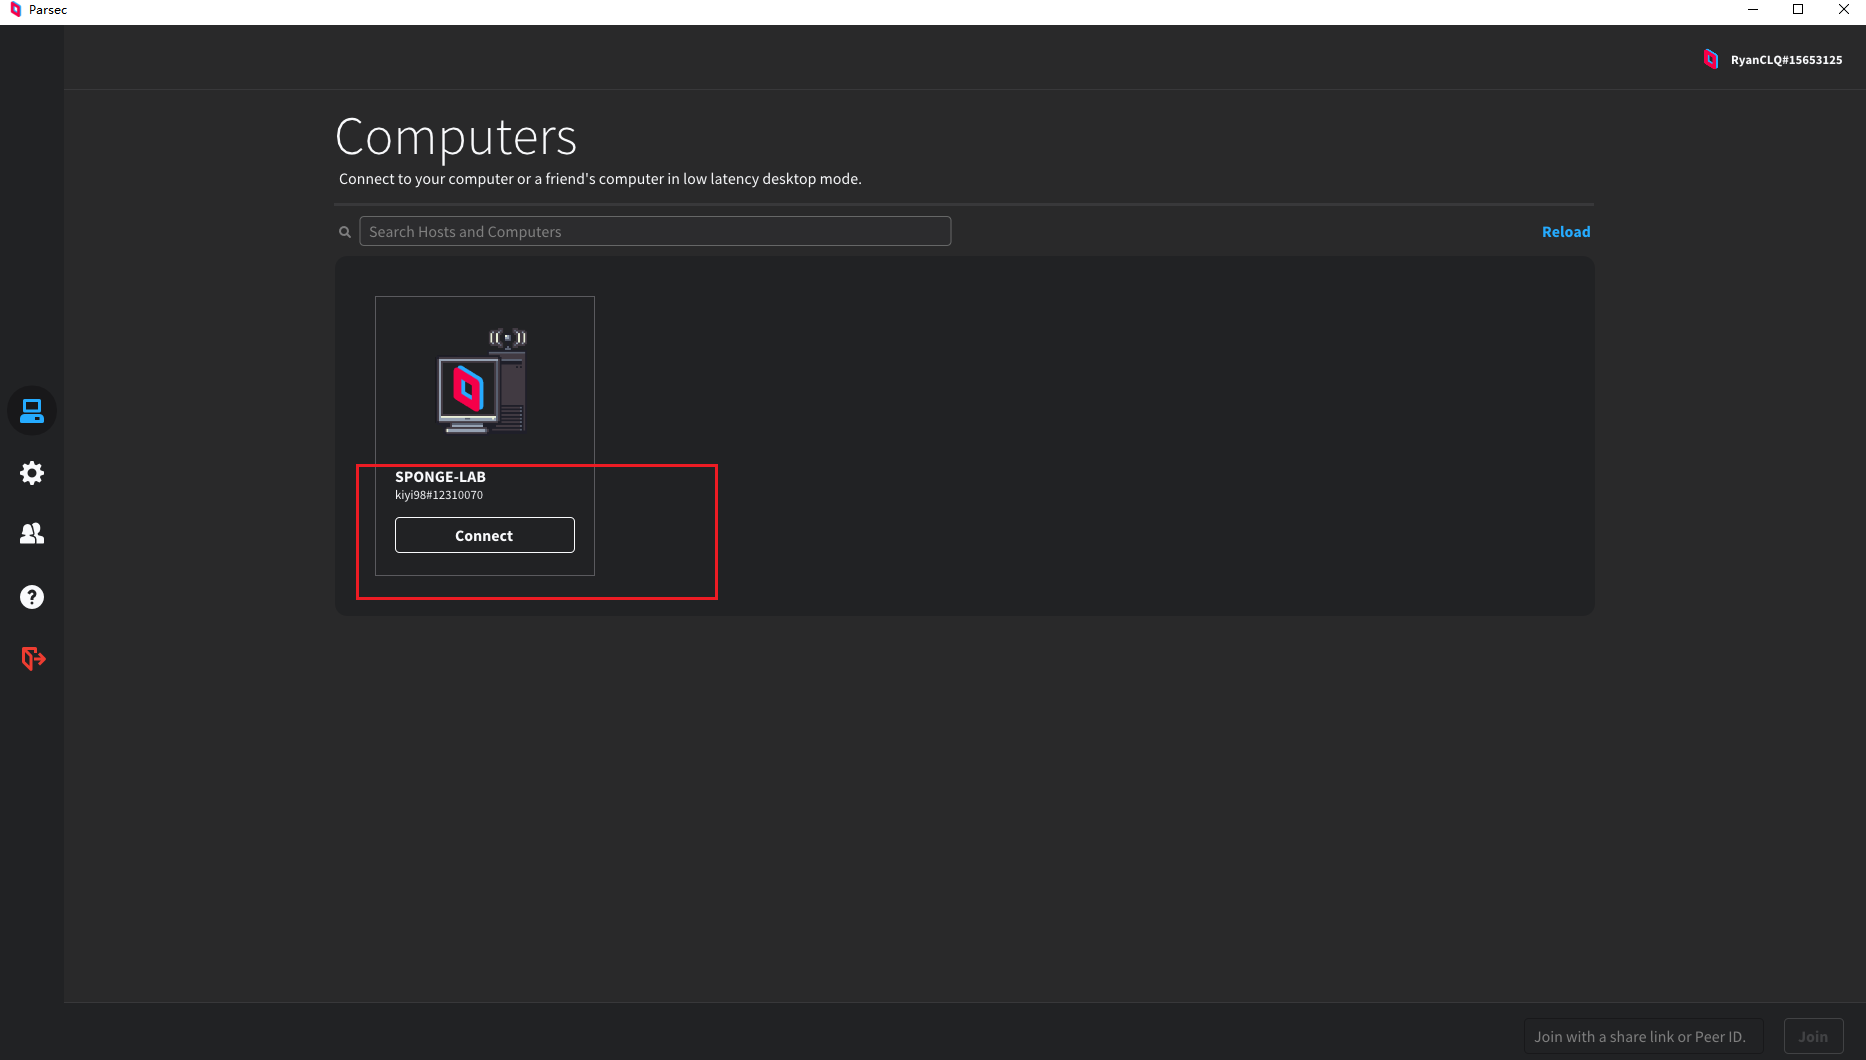 Parsec
RyanCLQ#15653125
Computers
Connect to your computer or a friend's computer in low latency desktop mode.
Search Hosts and Computers
Reload
SPONGE-LAB
kiyi98#12310070
Connect
Join with a share link or Peer ID.
Join